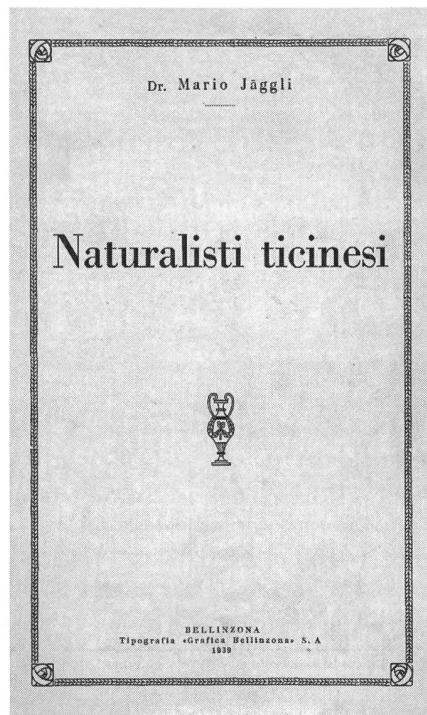 Dr. Mario Jäggli
Naturalisti ticinesi
BELLINZONA
Tipografia «Grafica Bellinzona» S. A
1939